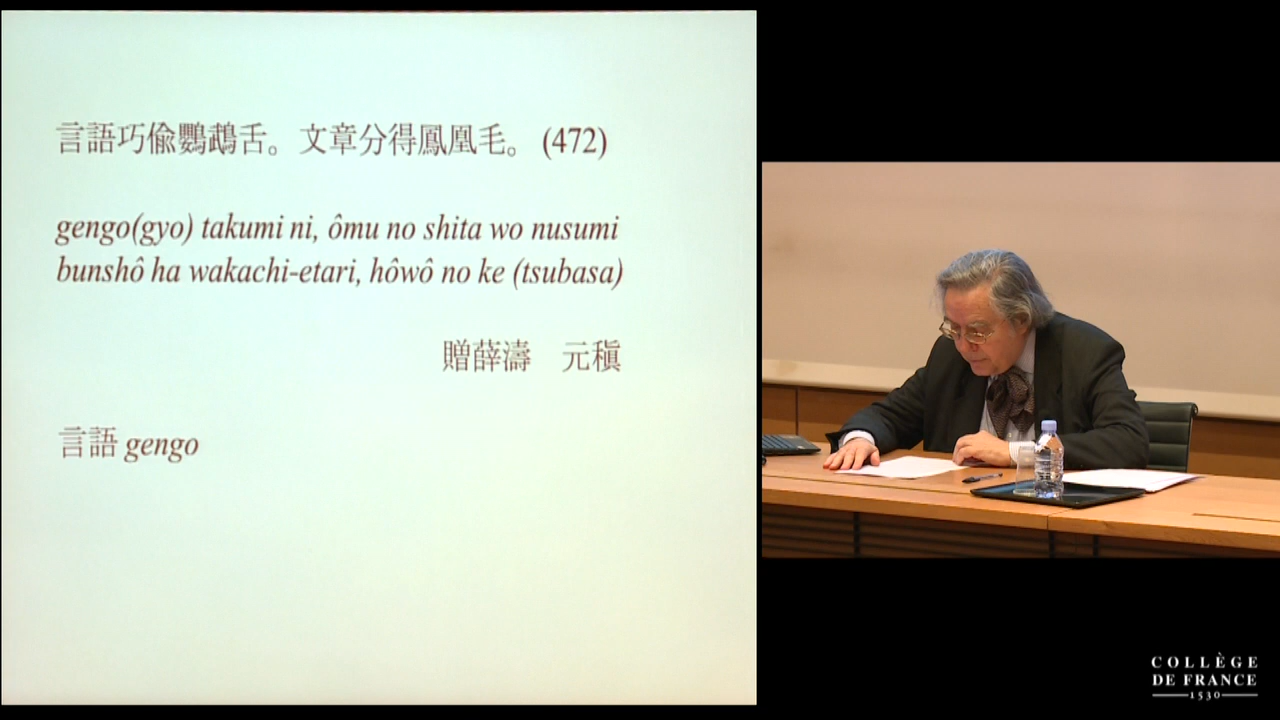 言語巧偸鸚鵡舌。文章分得鳳凰毛。(472)
gengo(gyo) takumi ni, ômu no shita wo nusumi
bunshô ha wakachi-etari, hôwô no ke (tsubasa)
贈薛濤 元稹
言語 gengo
COLLÈGE
DE FRANCE
1530